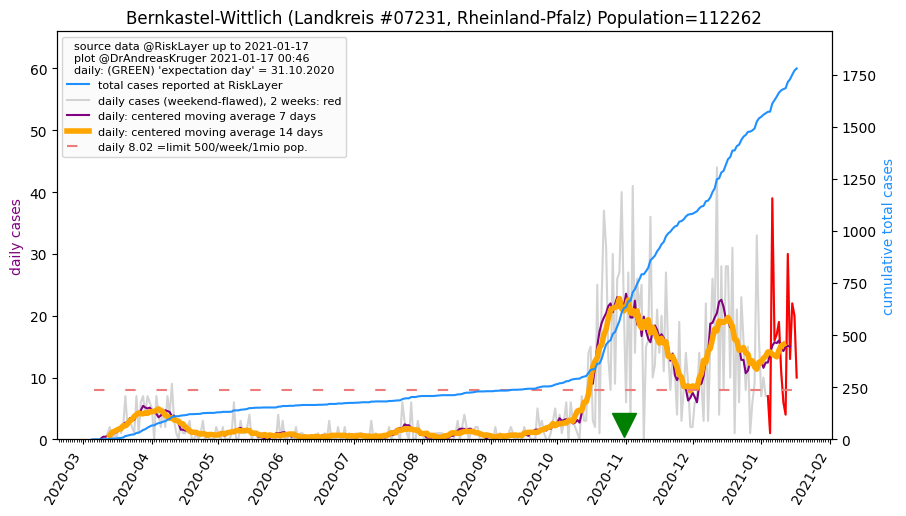 Bernkastel-Wittlich (Landkreis #07231, Rheinland-Pfalz) Population=112262
source data @RiskLayer up to 2021-01-17
plot @DrAndreasKruger 2021-01-17 00:46
daily: (GREEN) 'expectation day' = 31.10.2020
total cases reported at RiskLayer
daily cases (weekend-flawed), 2 weeks: red
daily: centered moving average 7 days
daily: centered moving average 14 days
daily 8.02 =limit 500/week/1mio pop.
daily cases
60
50
40
30
20
10
0
cumulative total cases
1750
1500
1250
1000
750
500
250
0
2020-03
2020-04
2020-05
2020-06
2020-07
2020-08
2020-09
2020-10
2020-11
2020-12
2021-01
2021-02